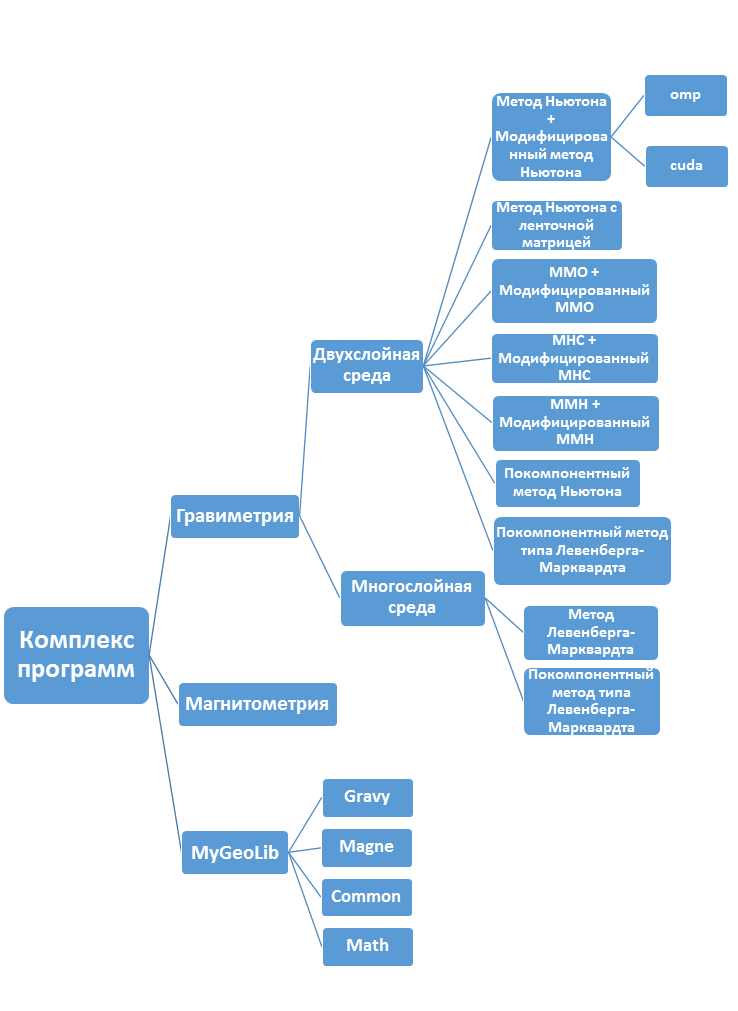 Комплекс
программ
Гравиметрия
Двухслойная
среда
Метод Ньютона
+
Модифицирова
нный метод
Ньютона
omp
cuda
Метод Ньютона с
ленточной
матрицей
ММО +
Модифицированный
ММО
МНС +
Модифицированный
МНС
ММН +
Модифицированный
ММН
Покомпонентный
метод Ньютона
Покомпонентный метод
типа Левенберга-
Марквардта
Многослойная
среда
Метод
Левенберга-
Марквардта
Покомпонентный
метод типа
Левенберга-
Марквардта
Магнитометрия
MyGeoLib
Gravy
Magne
Common
Math